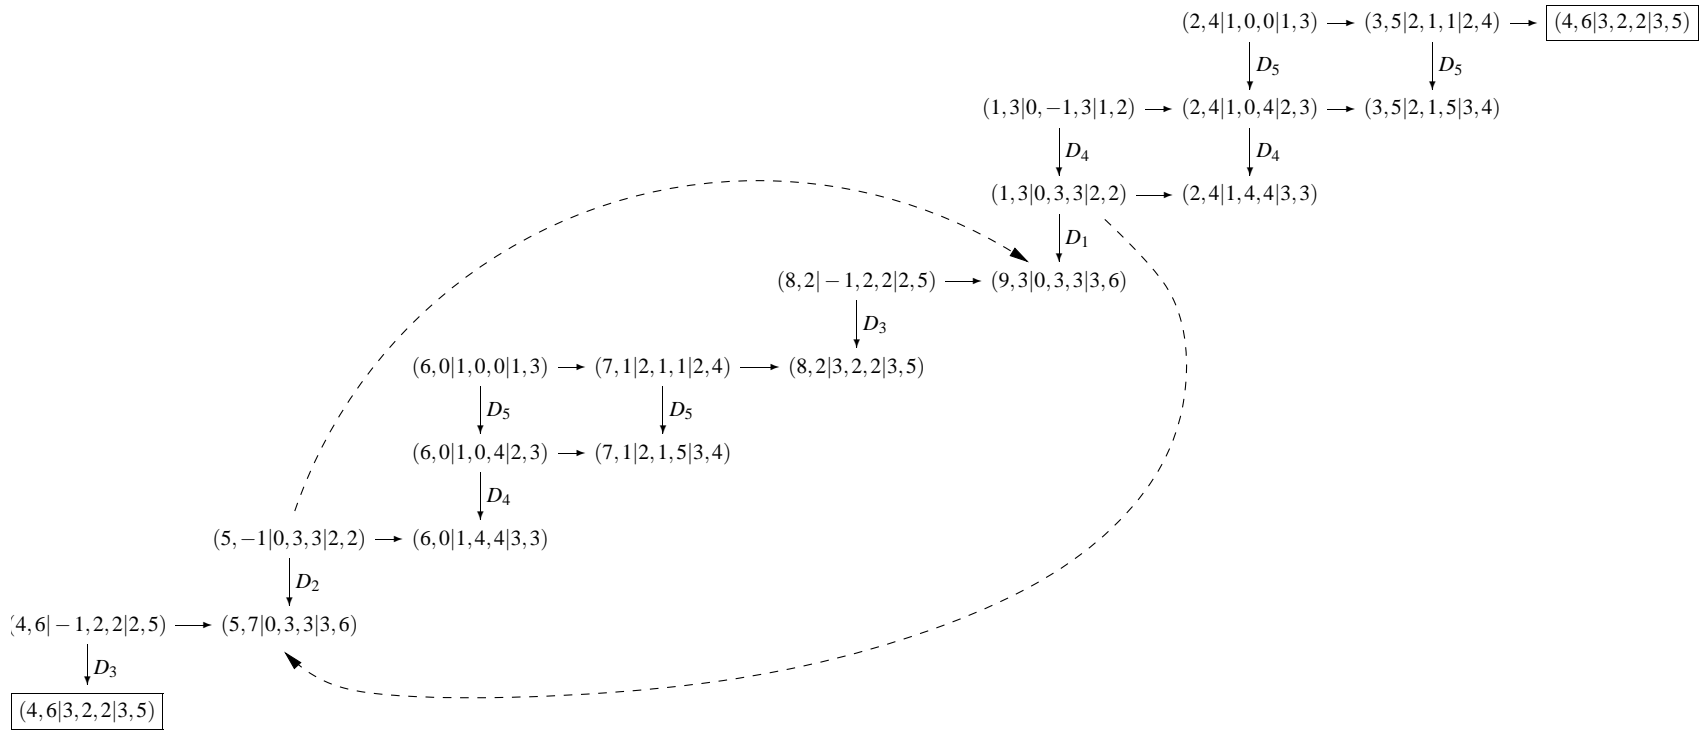 (2,4|1,0,0|1,3) (3,5|2,1,1|2,4) (4,6|3,2,2|3,5)
D5 D5
(1,3|0,−1,3|1,2) (2,4|1,0,4|2,3) (3,5|2,1,5|3,4)
D4 D4
(1,3|0,3,3|2,2) (2,4|1,4,4|3,3)
D1
(8,2|−1,2,2|2,5) (9,3|0,3,3|3,6)
D3
(6,0|1,0,0|1,3) (7,1|2,1,1|2,4) (8,2|3,2,2|3,5)
D5 D5
(6,0|1,0,4|2,3) (7,1|2,1,5|3,4)
D4
(5,−1|0,3,3|2,2) (6,0|1,4,4|3,3)
D2
(4,6|−1,2,2|2,5) (5,7|0,3,3|3,6)
D3
(4,6|3,2,2|3,5)